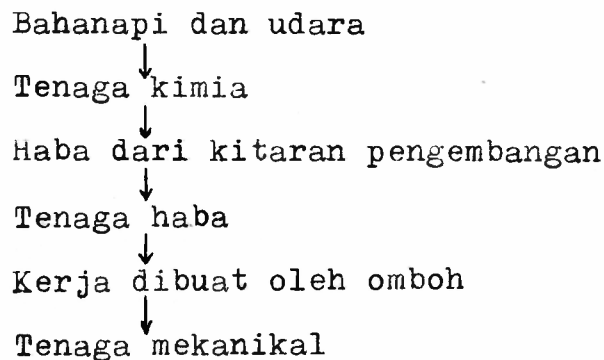 Bahanapi dan udara
Tenaga kimia
Haba dari kitaran pengembangan
Tenaga haba
Kerja dibuat oleh omboh
Tenaga mekanikal